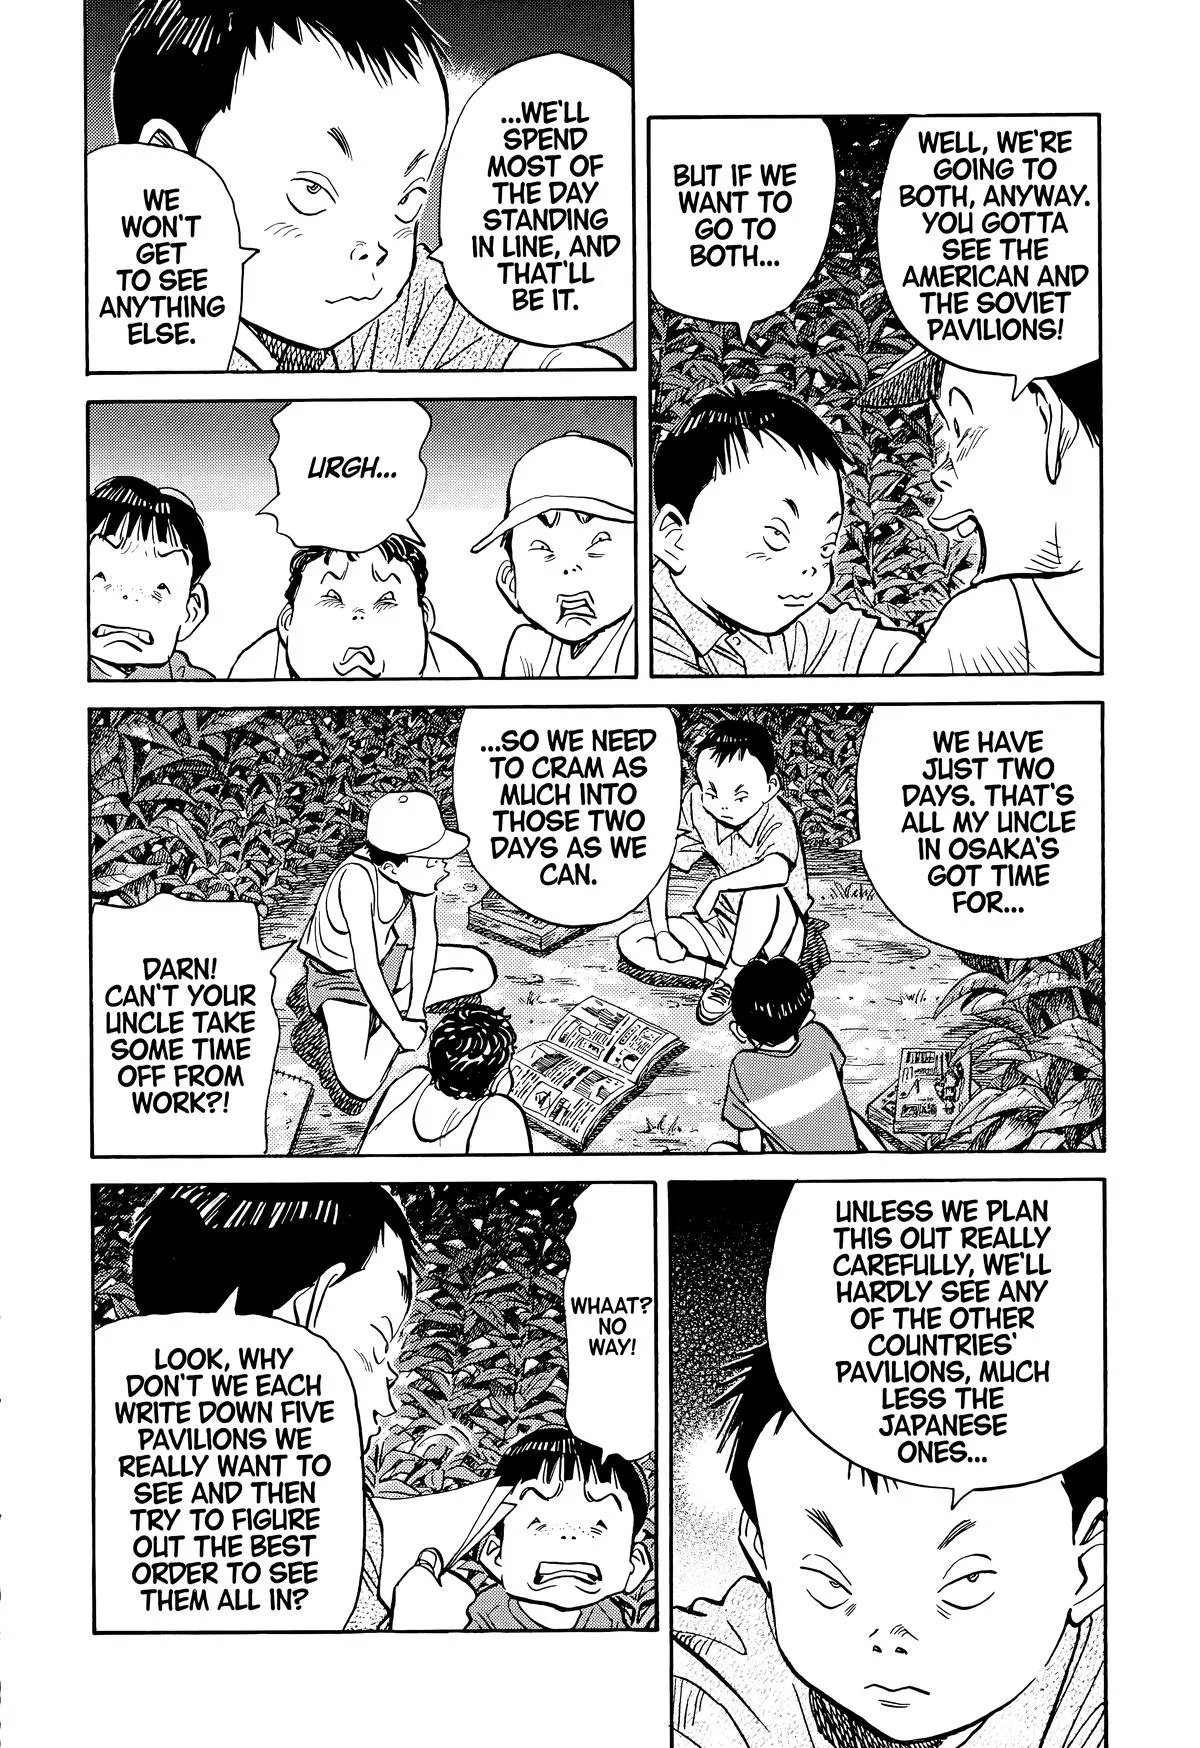 WELL, WE'RE
GOING TO
BOTH, ANYWAY.
YOU GOTTA
SEE THE
AMERICAN AND
THE SOVIET
PAVILIONS!
BUT IF WE
WANT TO
GO TO
BOTH...
...WE'LL
SPEND
MOST OF
THE DAY
STANDING
IN LINE, AND
THAT'LL
BE IT.
WE
WON'T
GET
TO SEE
ANYTHING
ELSE.
URGH...
WE HAVE
JUST TWO
DAYS. THAT'S
ALL MY UNCLE
IN OSAKA'S
GOT TIME
FOR...
...SO WE NEED
TO CRAM AS
MUCH INTO
THOSE TWO
DAYS AS WE
CAN.
DARN!
CAN'T YOUR
UNCLE TAKE
SOME TIME
OFF FROM
WORK?!
UNLESS WE PLAN
THIS OUT REALLY
CAREFULLY, WE'LL
HARDLY SEE ANY
OF THE OTHER
COUNTRIES'
PAVILIONS, MUCH
LESS THE
JAPANESE
ONES...
WHAAT?
NO
WAY!
LOOK, WHY
DON'T WE EACH
WRITE DOWN FIVE
PAVILIONS WE
REALLY WANT TO
SEE AND THEN
TRY TO FIGURE
OUT THE BEST
ORDER TO SEE
THEM ALL IN?